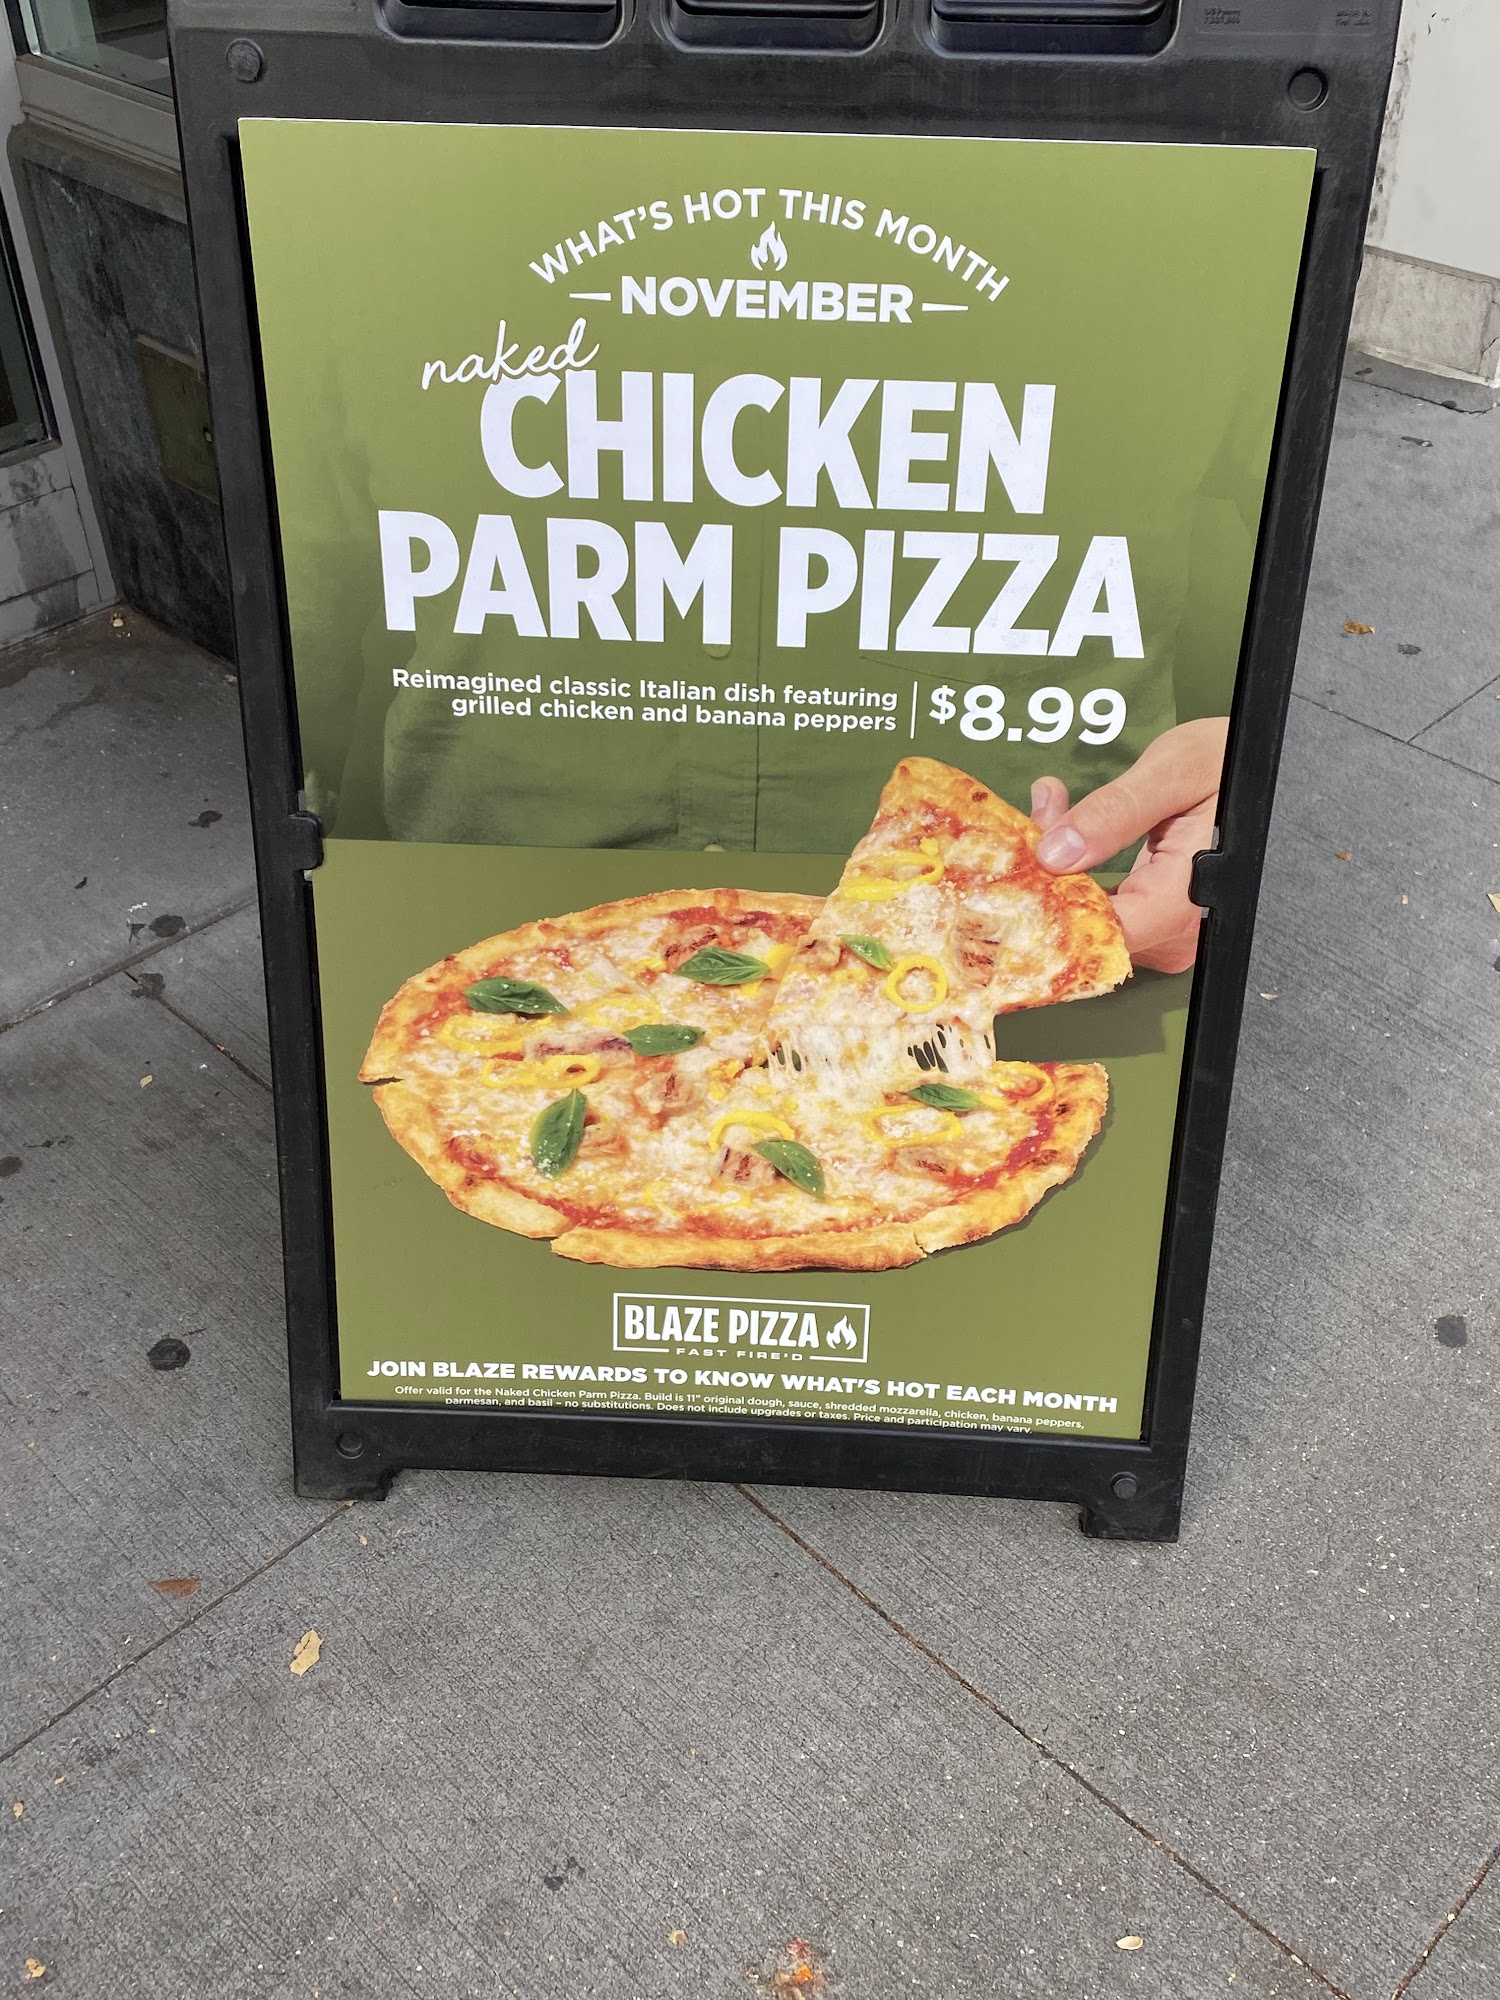 WHAT'S HOT THIS MONTH
— NOVEMBER —
naked
CHICKEN
PARM PIZZA
Reimagined classic Italian dish featuring
grilled chicken and banana peppers
$8.99
BLAZE PIZZA
FAST FIRE'D
JOIN BLAZE REWARDS TO KNOW WHAT'S HOT EACH MONTH
Offer valid for the Naked Chicken Parm Pizza. Build is 11" original dough, sauce, shredded mozzarella, chicken, banana peppers,
parmesan, and basil – no substitutions. Does not include upgrades or taxes. Price and participation may vary.